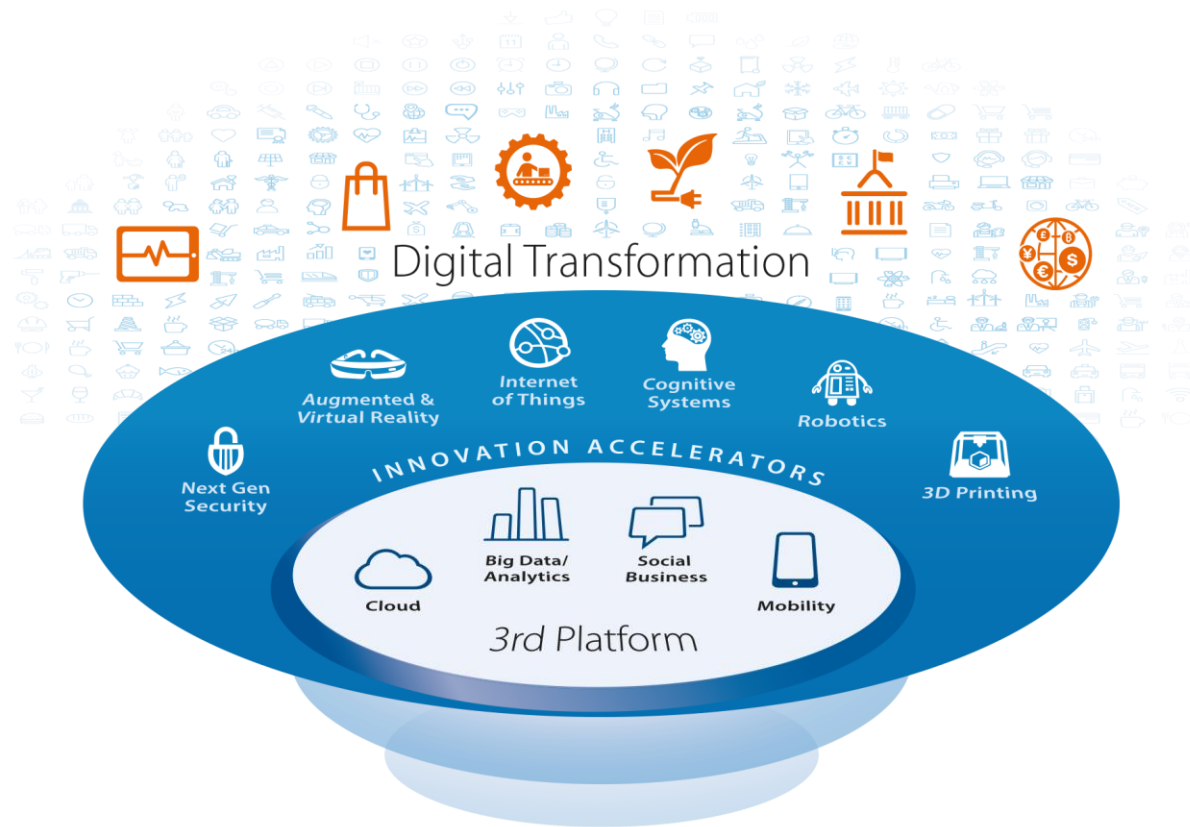 Digital Transformation
Augmented &
Virtual Reality
Internet
of Things
Cognitive
Systems
Robotics
Next Gen
Security
3D Printing
INNOVATION ACCELERATORS
Cloud
Big Data/
Analytics
Social
Business
Mobility
3rd Platform